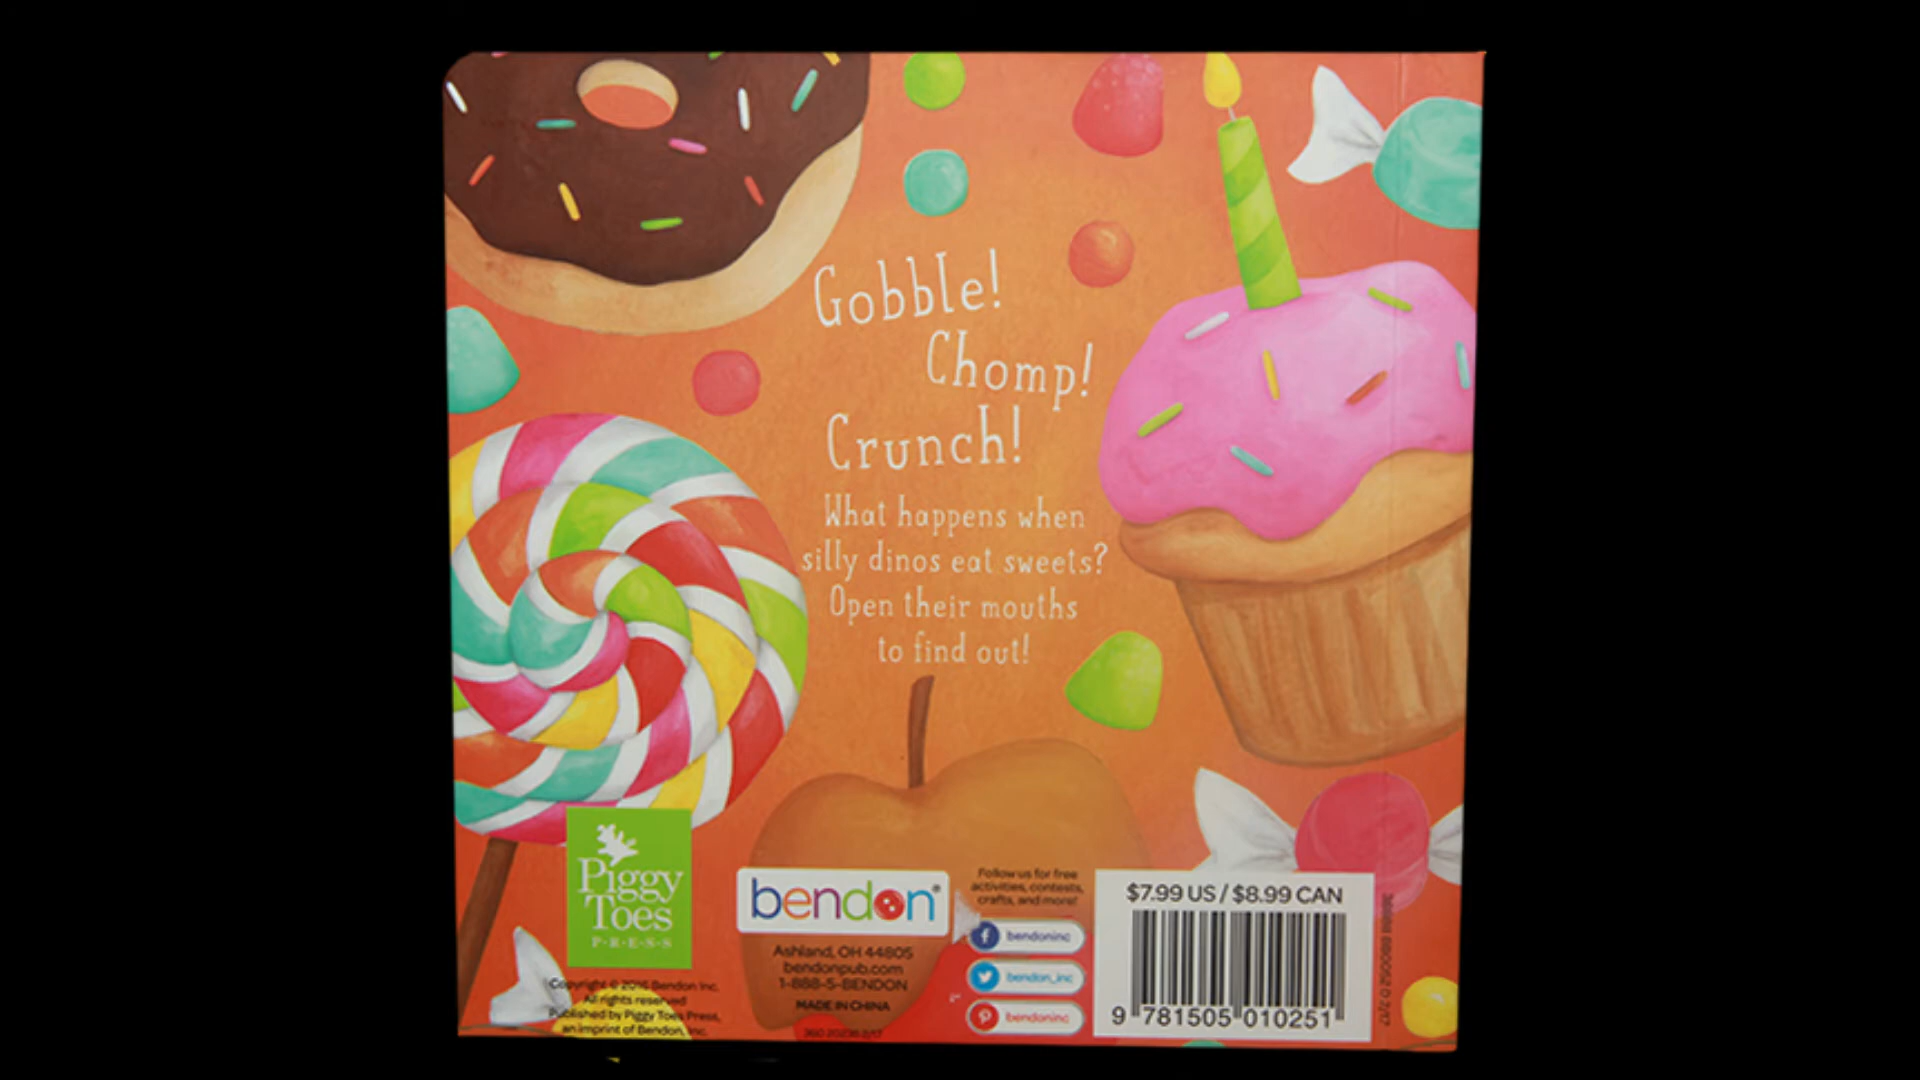 Gobble!
Chomp!
Crunch!
What happens when
silly dinos eat sweets?
Open their mouths
to find out!
Piggy
Toes
P·R·E·S·S
Copyright © 2016 Bendon Inc.
All rights reserved
Published by Piggy Toes Press,
an imprint of Bendon, Inc.
bendon®
Ashland, OH 44805
bendonpub.com
1-888-5-BENDON
MADE IN CHINA
Follow us for free
activities, contests,
crafts, and more!
bendoninc
bendon_inc
bendoninc
$7.99 US / $8.99 CAN
9 781505 010251